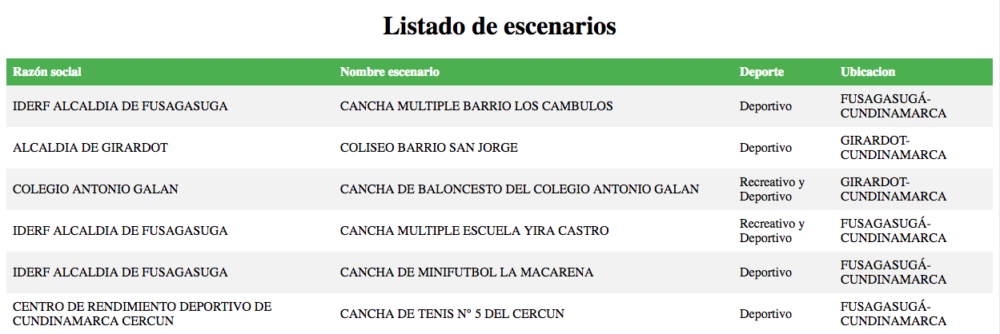 Listado de escenarios
Razón social Nombre escenario Deporte Ubicacion
IDERF ALCALDIA DE FUSAGASUGA CANCHA MULTIPLE BARRIO LOS CAMBULOS Deportivo FUSAGASUGÁ-
CUNDINAMARCA
ALCALDIA DE GIRARDOT COLISEO BARRIO SAN JORGE Deportivo GIRARDOT-
CUNDINAMARCA
COLEGIO ANTONIO GALAN CANCHA DE BALONCESTO DEL COLEGIO ANTONIO GALAN Recreativo y GIRARDOT-
Deportivo CUNDINAMARCA
IDERF ALCALDIA DE FUSAGASUGA CANCHA MULTIPLE ESCUELA YIRA CASTRO Recreativo y FUSAGASUGÁ-
Deportivo CUNDINAMARCA
IDERF ALCALDIA DE FUSAGASUGA CANCHA DE MINIFUTBOL LA MACARENA Deportivo FUSAGASUGÁ-
CUNDINAMARCA
CENTRO DE RENDIMIENTO DEPORTIVO DE CANCHA DE TENIS N° 5 DEL CERCUN Deportivo FUSAGASUGÁ-
CUNDINAMARCA CERCUN CUNDINAMARCA